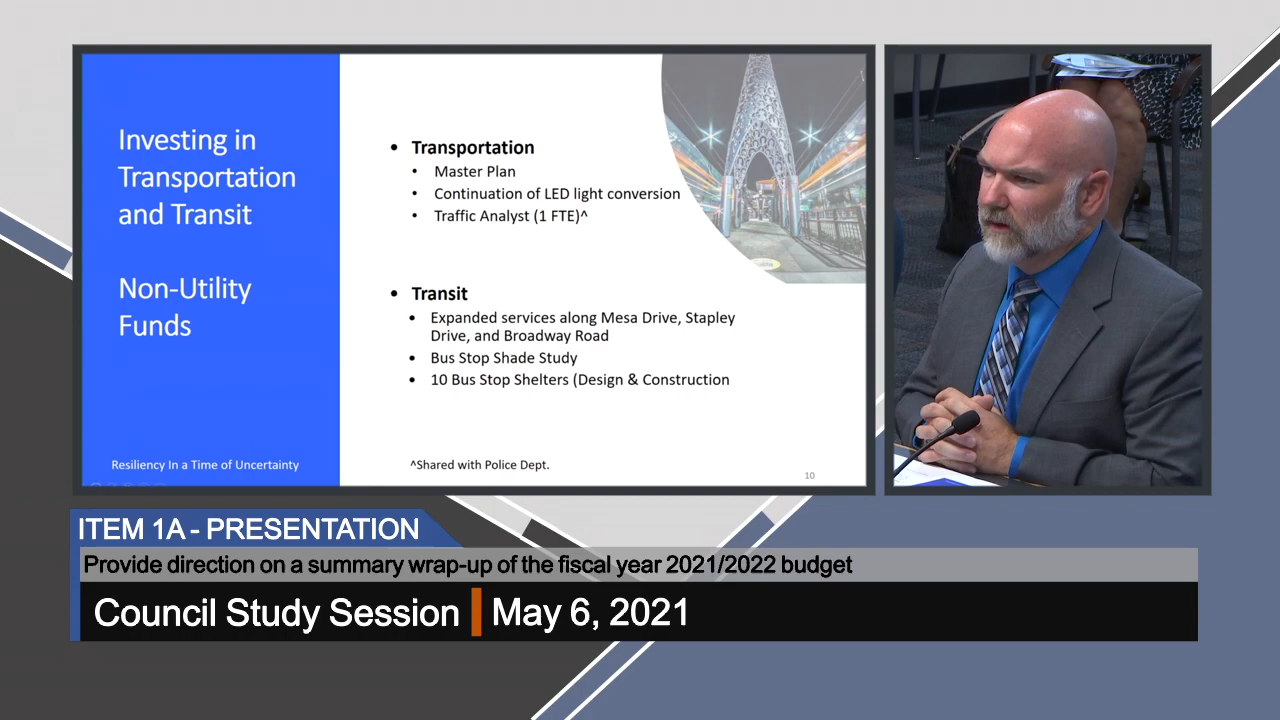 Investing in
Transportation
and Transit
Non-Utility
Funds
Resiliency In a Time of Uncertainty
• Transportation
• Master Plan
• Continuation of LED light conversion
• Traffic Analyst (1 FTE)^
• Transit
• Expanded services along Mesa Drive, Stapley
Drive, and Broadway Road
• Bus Stop Shade Study
• 10 Bus Stop Shelters (Design & Construction
^Shared with Police Dept.
10
ITEM 1A - PRESENTATION
Provide direction on a summary wrap-up of the fiscal year 2021/2022 budget
Council Study Session | May 6, 2021